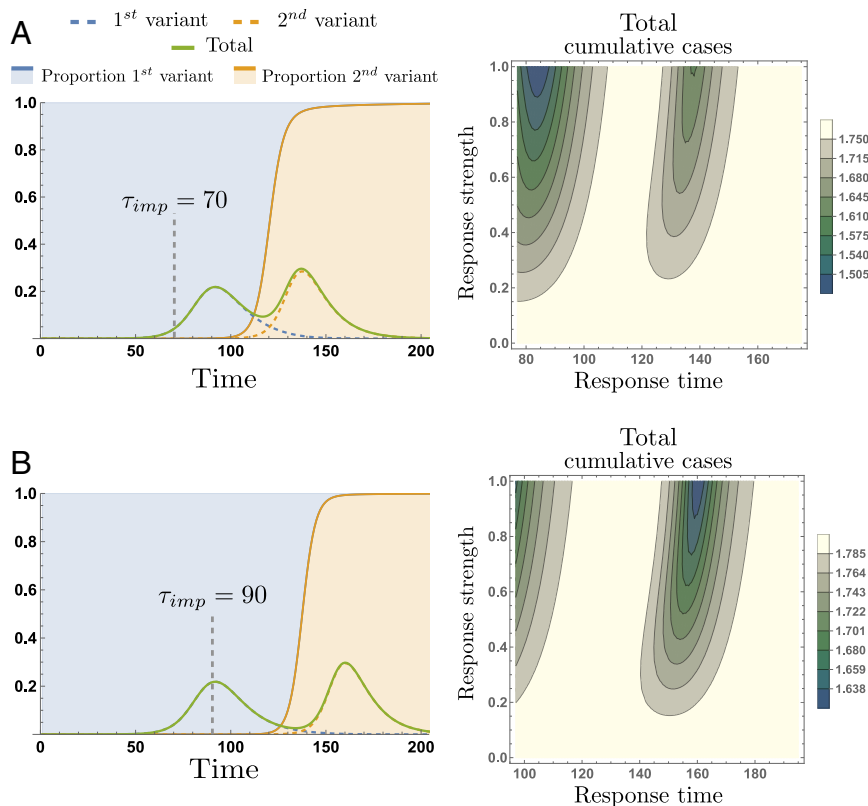 A
1st variant 2nd variant
Total
Proportion 1st variant Proportion 2nd variant
1.0
0.8
0.6
0.4
0.2
τimp = 70
0 50 100 150 200
Time
Total
cumulative cases
Response strength
1.0
0.8
0.6
0.4
0.2
0.0
80 100 120 140 160
Response time
1.750
1.715
1.680
1.645
1.610
1.575
1.540
1.505
B
1.0
0.8
0.6
0.4
0.2
τimp = 90
0 50 100 150 200
Time
Total
cumulative cases
Response strength
1.0
0.8
0.6
0.4
0.2
0.0
100 120 140 160 180
Response time
1.785
1.764
1.743
1.722
1.701
1.680
1.659
1.638